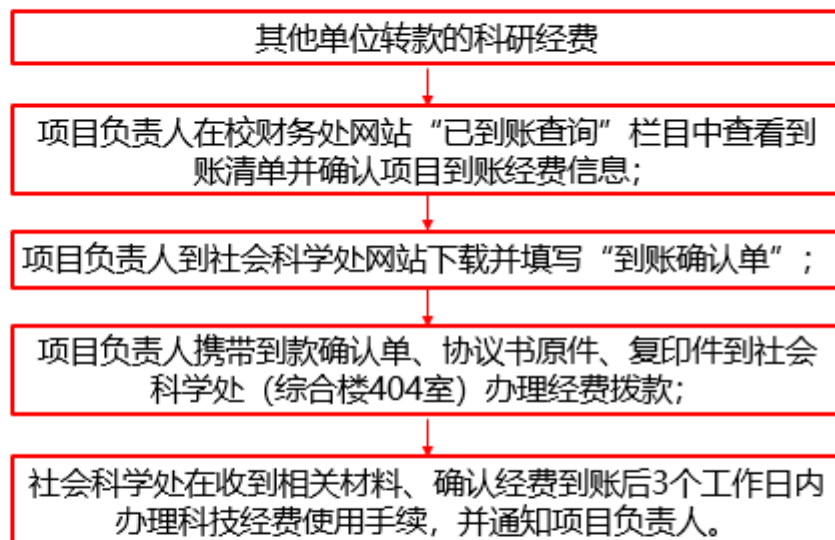 其他单位转款的科研经费
项目负责人在校财务处网站“已到账查询”栏目中查看到
账清单并确认项目到账经费信息；
项目负责人到社会科学处网站下载并填写“到账确认单”；
项目负责人携带到款确认单、协议书原件、复印件到社会
科学处（综合楼404室）办理经费拨款；
社会科学处在收到相关材料、确认经费到账后3个工作日内
办理科技经费使用手续，并通知项目负责人。